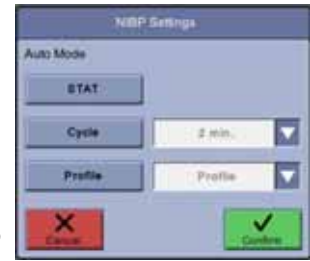 NIBP Settings
Auto Mode
STAT
Cycle
2 min.
Profile
Profile
Cancel
Confirm